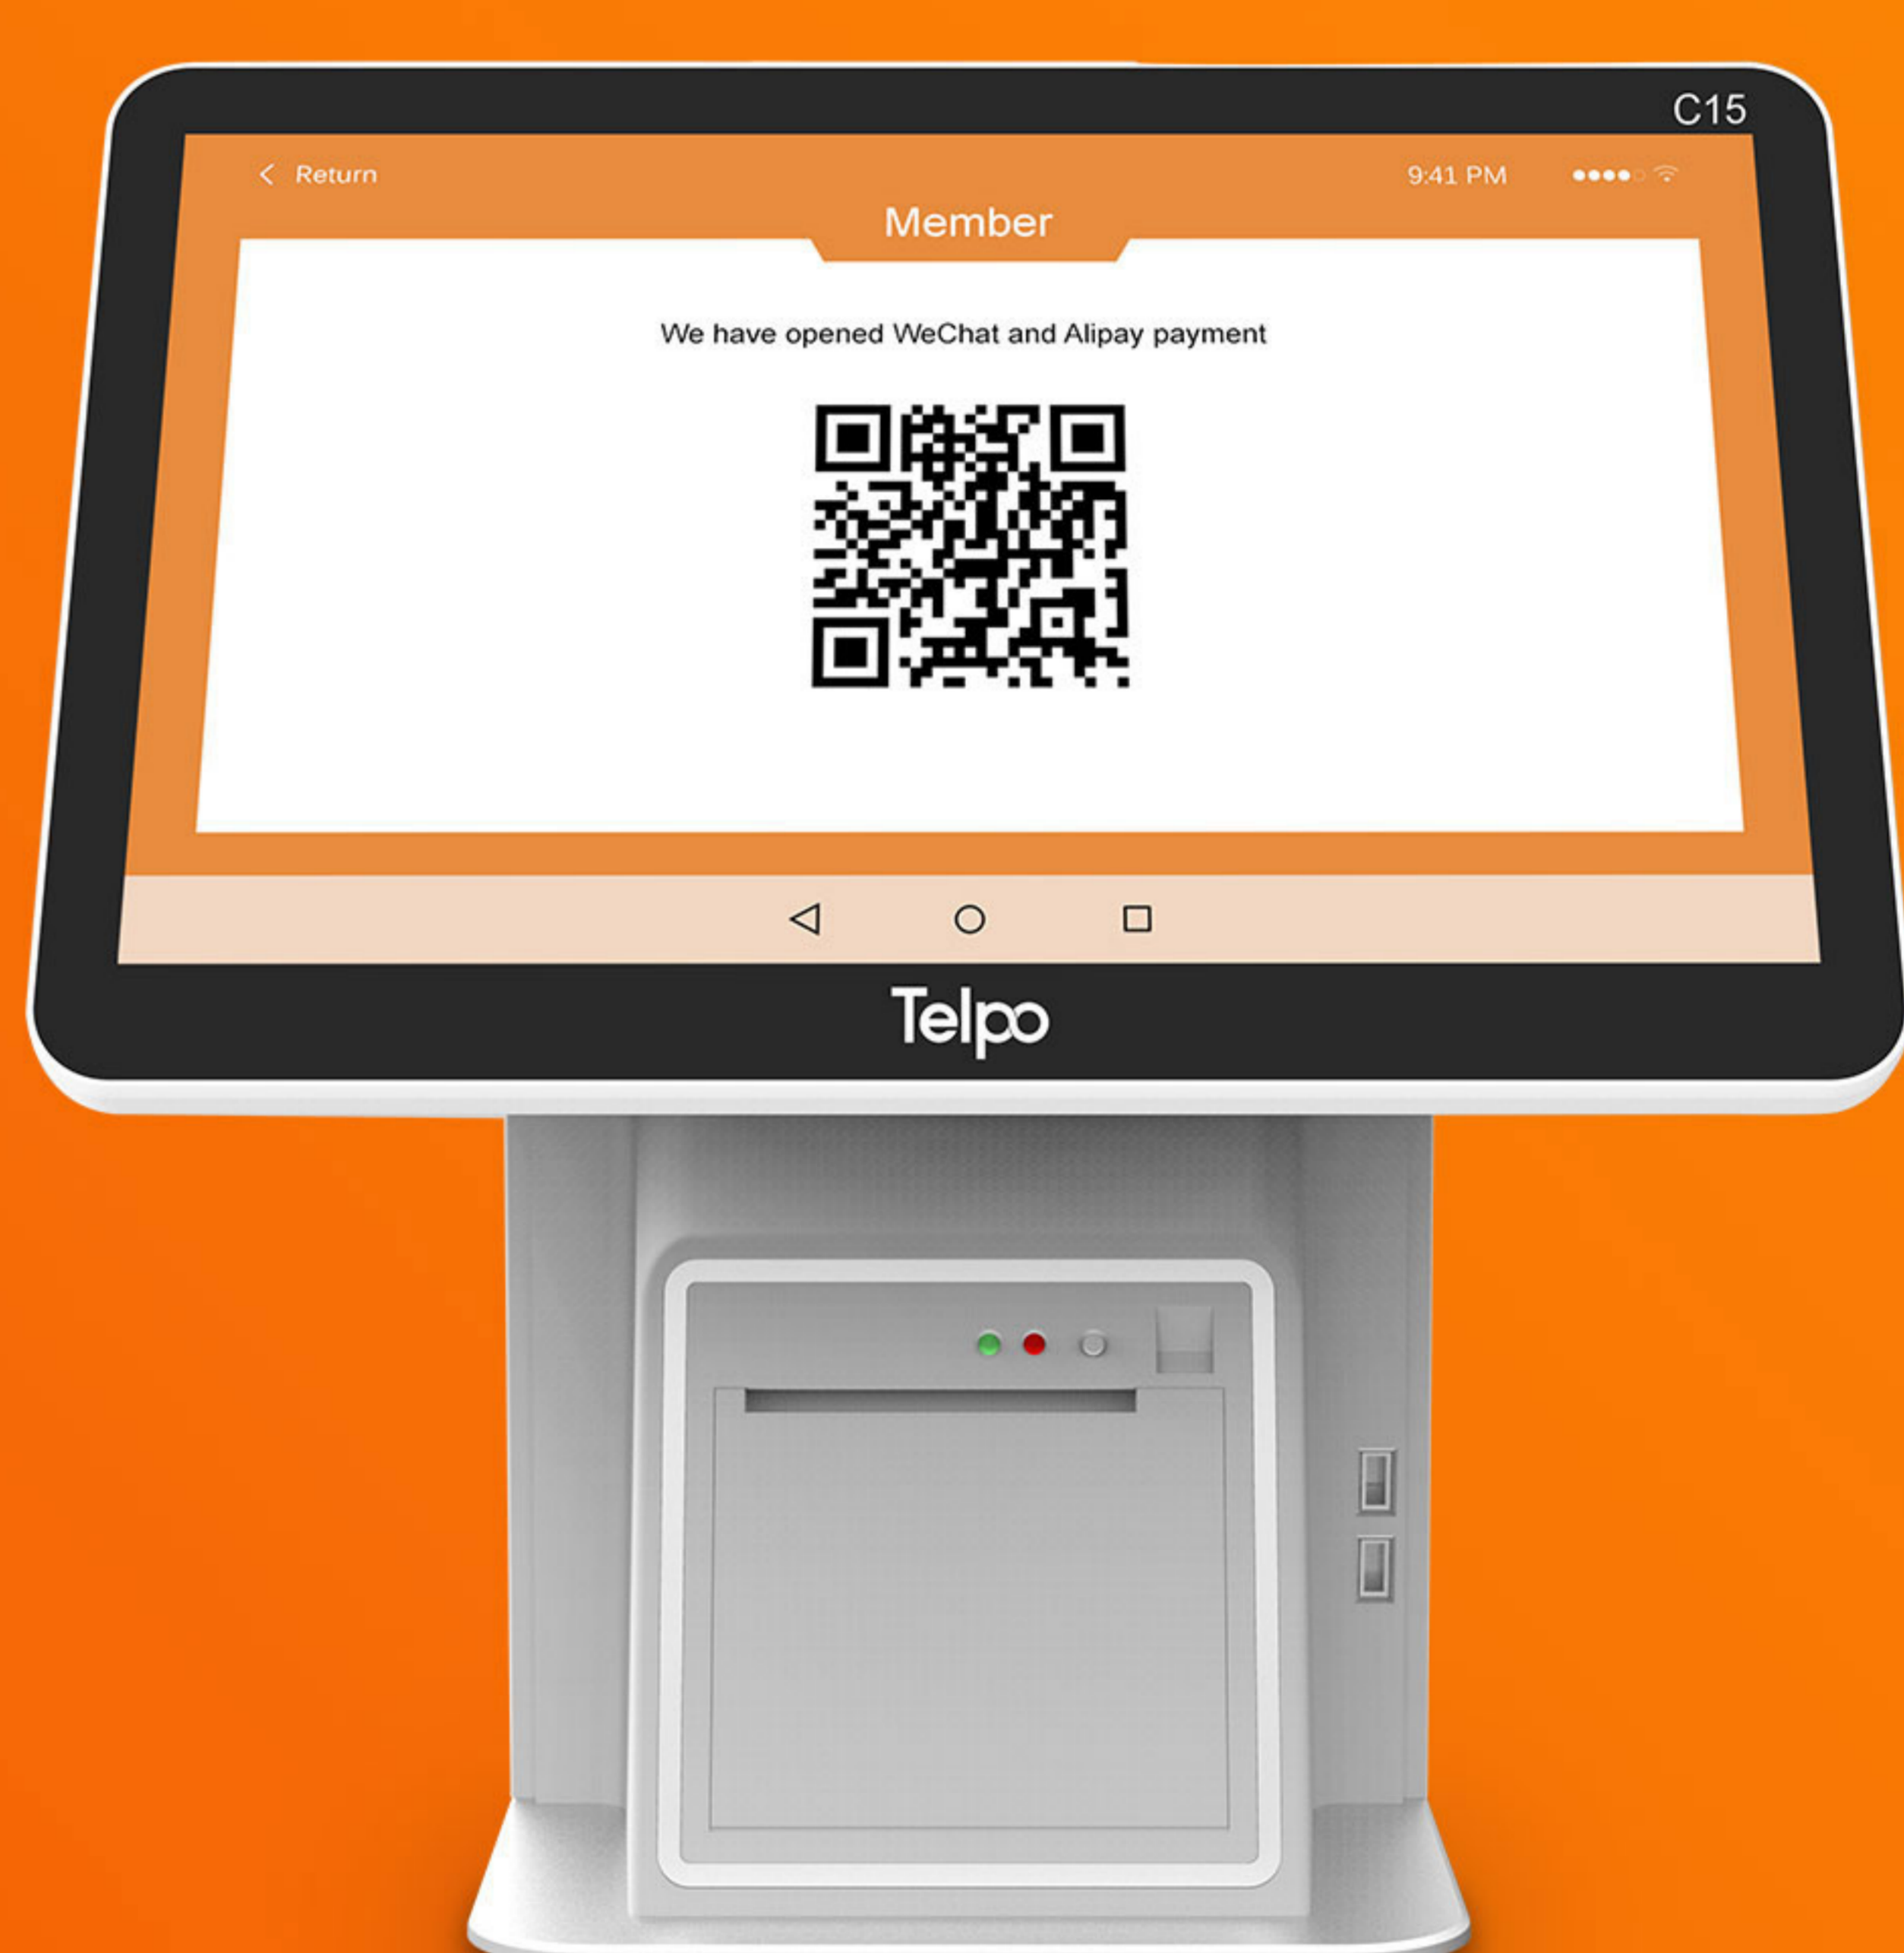 C15
< Return
9:41 PM
Member
We have opened WeChat and Alipay payment
Telpo